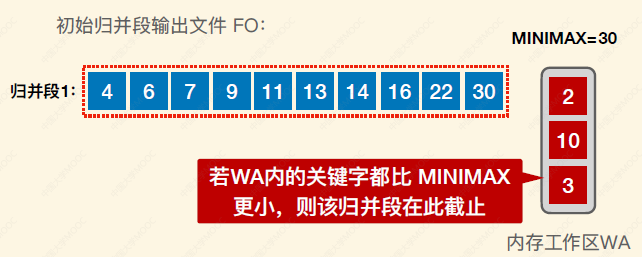 初始归并段输出文件 FO:
MINIMAX=30
归并段1: 4 6 7 9 11 13 14 16 22 30
2
10
3
若WA内的关键字都比 MINIMAX
更小，则该归并段在此截止
内存工作区WA